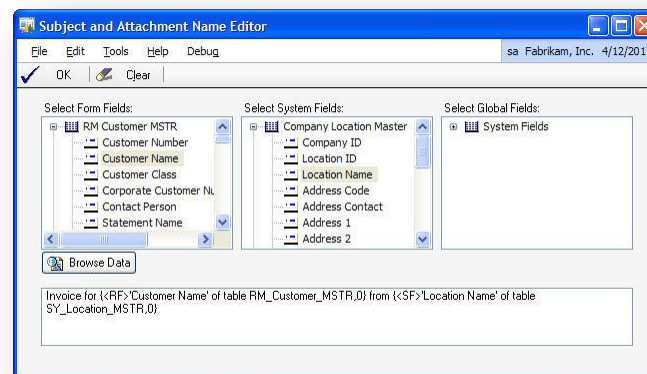 Subject and Attachment Name Editor
File Edit Tools Help Debug
sa Fabrikam, Inc. 4/12/201
OK Clear
Select Form Fields:
Select System Fields:
Select Global Fields:
RM Customer MSTR
Customer Number
Customer Name
Customer Class
Corporate Customer Nu
Contact Person
Statement Name
Company Location Master
Company ID
Location ID
Location Name
Address Code
Address Contact
Address 1
Address 2
System Fields
Browse Data
Invoice for {<RF>'Customer Name' of table RM_Customer_MSTR,0} from {<SF>'Location Name' of table
SY_Location_MSTR,0}